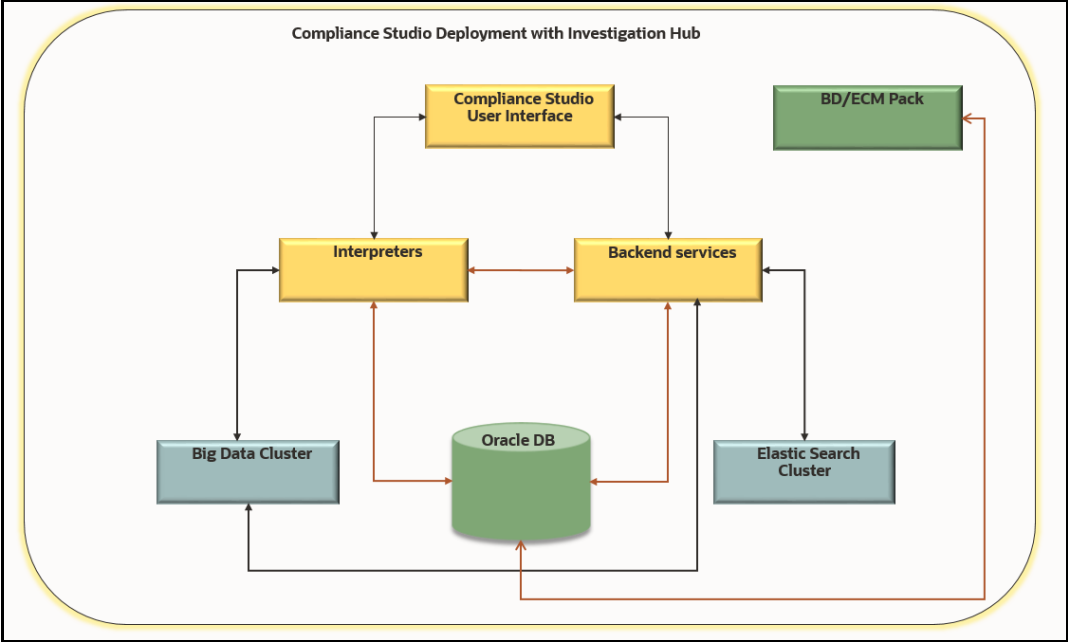 Compliance Studio Deployment with Investigation Hub
Compliance Studio
User Interface
BD/ECM Pack
Interpreters
Backend services
Big Data Cluster
Oracle DB
Elastic Search
Cluster